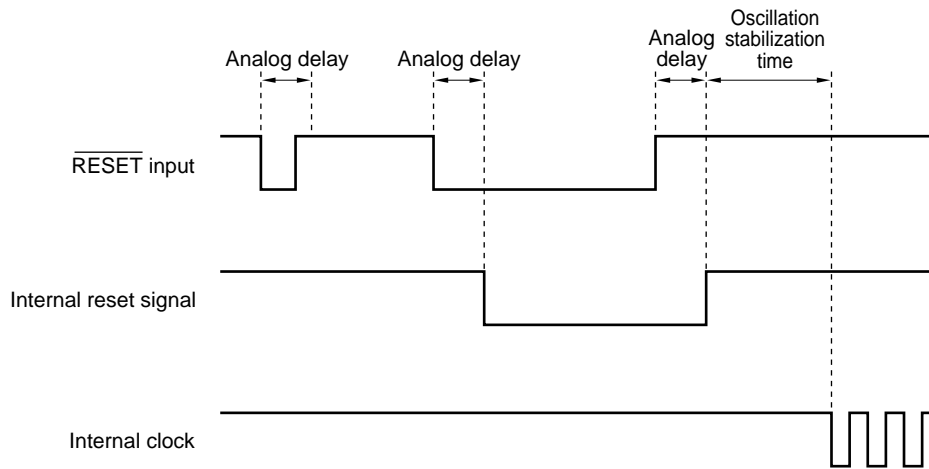 Oscillation
stabilization
time
Analog delay
Analog delay
Analog
delay
RESET input
Internal reset signal
Internal clock